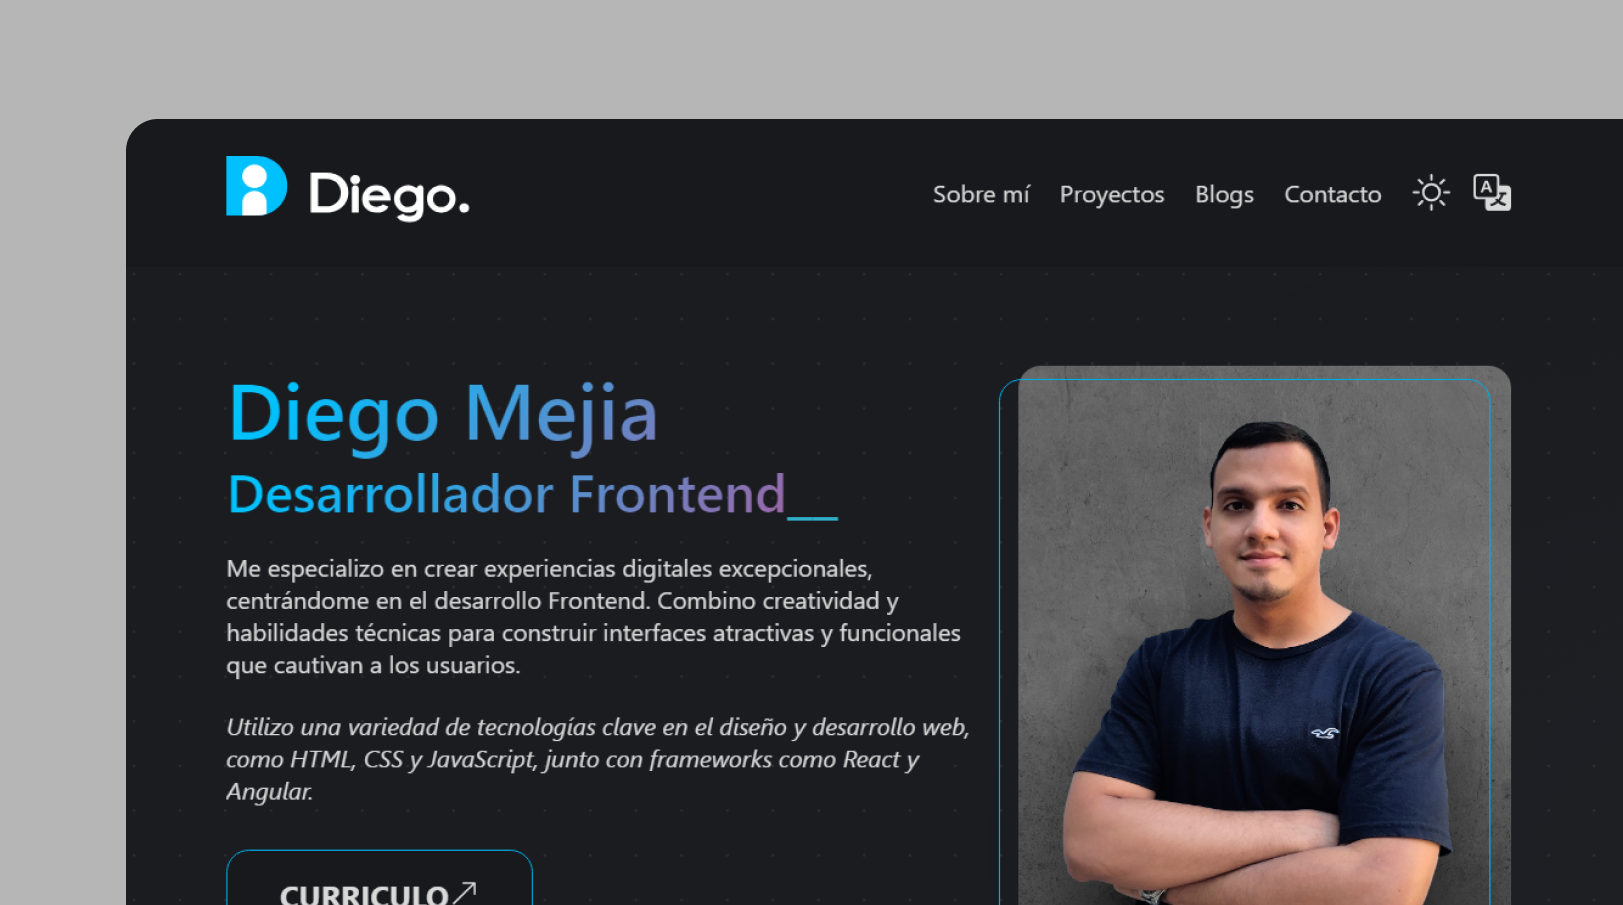 Diego.
Sobre mí Proyectos Blogs Contacto
A文
Diego Mejia
Desarrollador Frontend__
Me especializo en crear experiencias digitales excepcionales,
centrándome en el desarrollo Frontend. Combino creatividad y
habilidades técnicas para construir interfaces atractivas y funcionales
que cautivan a los usuarios.
Utilizo una variedad de tecnologías clave en el diseño y desarrollo web,
como HTML, CSS y JavaScript, junto con frameworks como React y
Angular.
CURRICULO